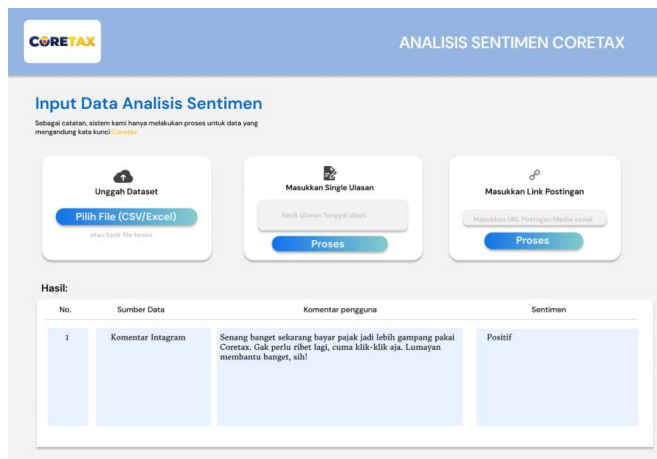 CORETAX
ANALISIS SENTIMEN CORETAX
Input Data Analisis Sentimen
Sebagai catatan, sistem kami hanya melakukan proses untuk data yang
mengandung kata kunci Coretax
Unggah Dataset
Pilih File (CSV/Excel)
atau tarik file kesini
Masukkan Single Ulasan
Ketik Ulasan Tunggal disini
Proses
Masukkan Link Postingan
Masukkan URL Postingan Media sosial
Proses
Hasil:
No. Sumber Data Komentar pengguna Sentimen
1 Komentar Intagram Senang banget sekarang bayar pajak jadi lebih gampang pakai Positif
Coretax. Gak perlu ribet lagi, cuma klik-klik aja. Lumayan
membantu banget, sih!